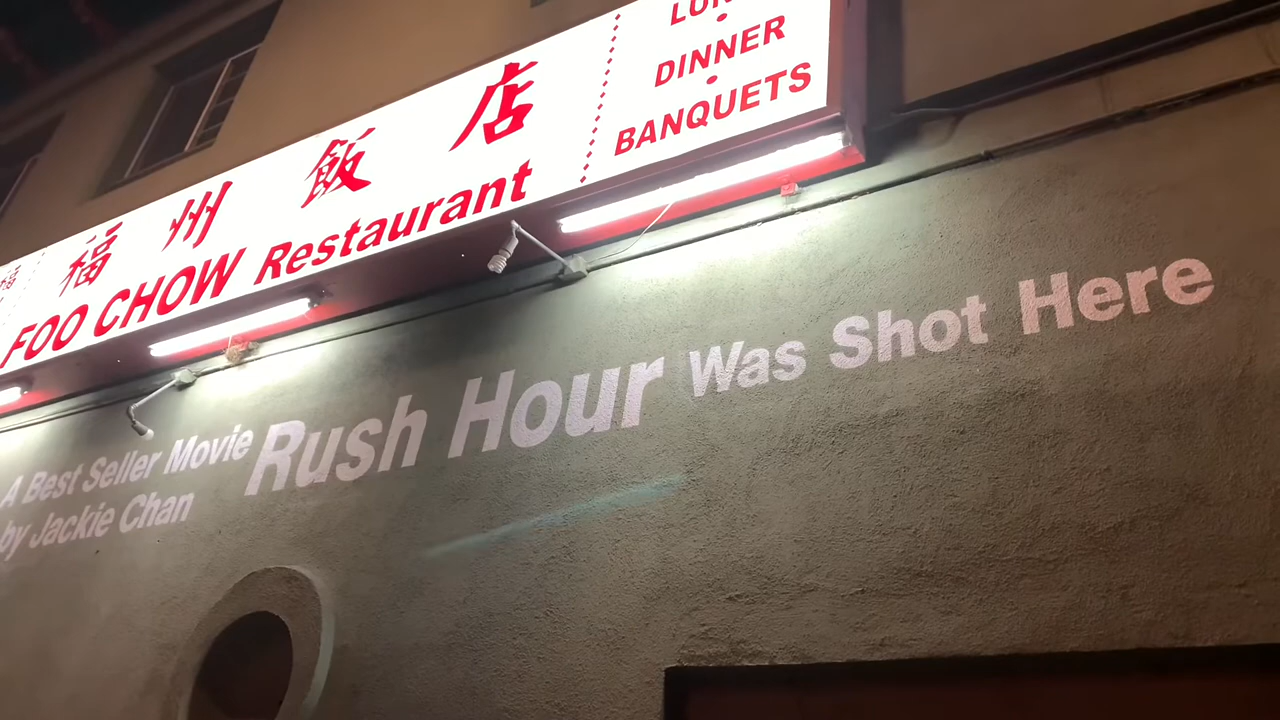 福州飯店
FOO CHOW Restaurant
DINNER
•
BANQUETS
A Best Seller Movie
by Jackie Chan
Rush Hour Was Shot Here